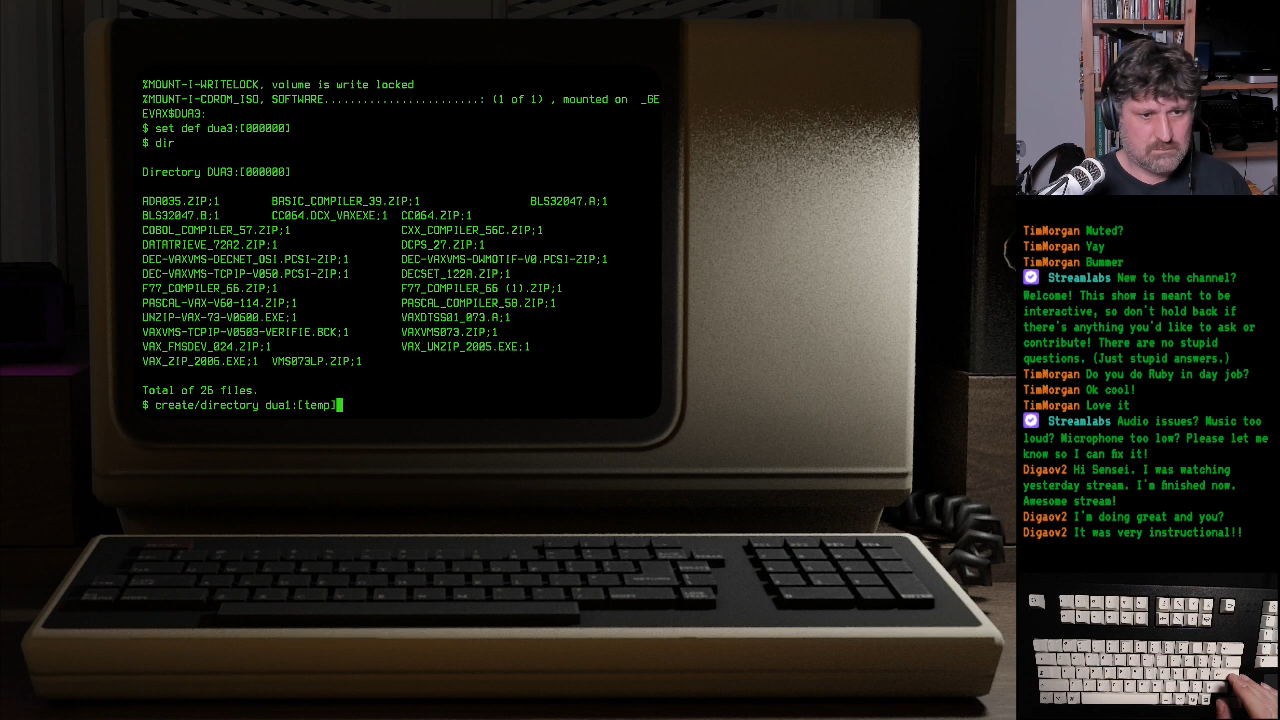 %MOUNT-I-WRITELOCK, volume is write locked
%MOUNT-I-CDROM_ISO, SOFTWARE........................: (1 of 1) , mounted on  _GE
EVAX$DUA3:
$ set def dua3:[000000]
$ dir
Directory DUA3:[000000]
ADA035.ZIP;1 BASIC_COMPILER_39.ZIP;1 BLS32047.A;1
BLS32047.B;1 CC064.DCX_VAXEXE;1 CC064.ZIP;1
COBOL_COMPILER_57.ZIP;1 CXX_COMPILER_56C.ZIP;1
DATATRIEVE_72A2.ZIP;1 DCPS_27.ZIP;1
DEC-VAXVMS-DECNET_OSI.PCSI-ZIP;1 DEC-VAXVMS-DWMOTIF-V0.PCSI-ZIP;1
DEC-VAXVMS-TCPIP-V050.PCSI-ZIP;1 DECSET_122A.ZIP;1
F77_COMPILER_66.ZIP;1 F77_COMPILER_66 (1).ZIP;1
PASCAL-VAX-V60-114.ZIP;1 PASCAL_COMPILER_58.ZIP;1
UNZIP-VAX-73-V0600.EXE;1 VAXDTSS01_073.A;1
VAXVMS-TCPIP-V0503-VERIFIE.BCK;1 VAXVMS073.ZIP;1
VAX_FMSDEV_024.ZIP;1 VAX_UNZIP_2005.EXE;1
VAX_ZIP_2006.EXE;1 VMS073LP.ZIP;1
Total of 26 files.
$ create/directory dua1:[temp]
TimMorgan Muted?
TimMorgan Yay
TimMorgan Bummer
Streamlabs New to the channel?
Welcome! This show is meant to be
interactive, so don't hold back if
there's anything you'd like to ask or
contribute! There are no stupid
questions. (Just stupid answers.)
TimMorgan Do you do Ruby in day job?
TimMorgan Ok cool!
TimMorgan Love it
Streamlabs Audio issues? Music too
loud? Microphone too low? Please let me
know so I can fix it!
Digaov2 Hi Sensei. I was watching
yesterday stream. I'm finished now.
Awesome stream!
Digaov2 I'm doing great and you?
Digaov2 It was very instructional!!